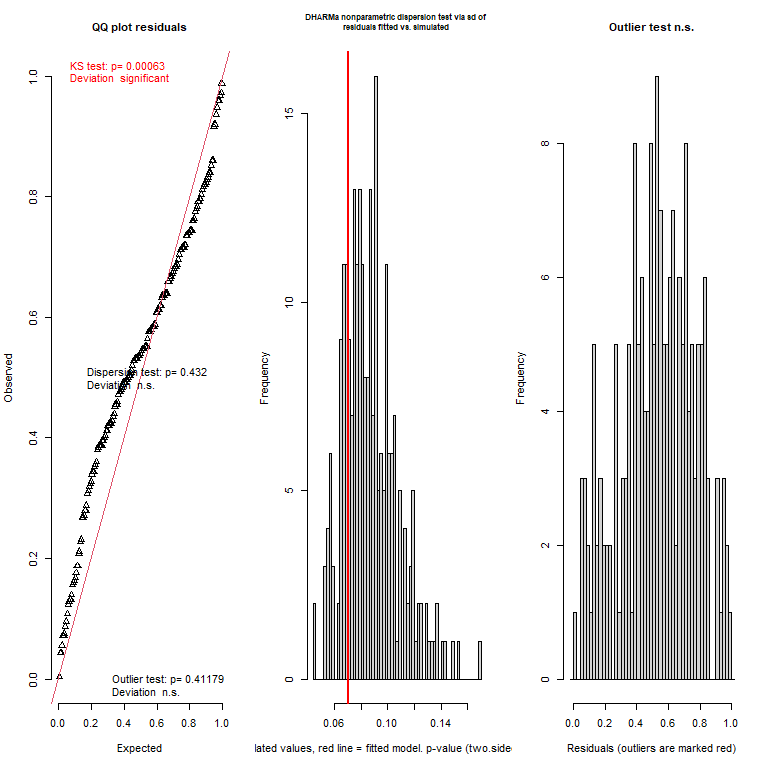 QQ plot residuals
KS test: p= 0.00063
Deviation significant
Dispersion test: p= 0.432
Deviation n.s.
Outlier test: p= 0.41179
Deviation n.s.
Observed
0.0 0.2 0.4 0.6 0.8 1.0
0.0 0.2 0.4 0.6 0.8 1.0
Expected
DHARMa nonparametric dispersion test via sd of
residuals fitted vs. simulated
Frequency
0 5 10 15
0.06 0.10
lated values, red line = fitted model. p-value (two.side
Outlier test n.s.
Frequency
0 2 4 6 8
0.0 0.2 0.4 0.6 0.8 1.0
Residuals (outliers are marked red)